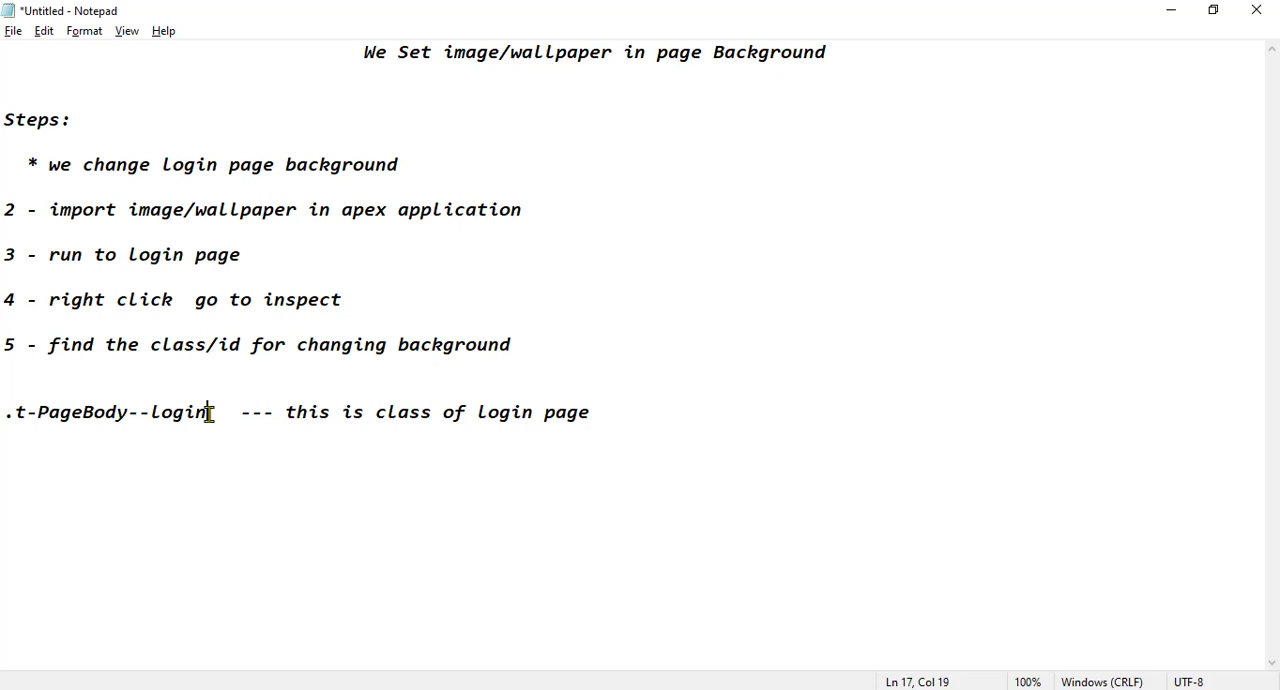 *Untitled - Notepad
File Edit Format View Help
We Set image/wallpaper in page Background
Steps:
* we change login page background
2 - import image/wallpaper in apex application
3 - run to login page
4 - right click  go to inspect
5 - find the class/id for changing background
.t-PageBody--login   --- this is class of login page
Ln 17, Col 19 100% Windows (CRLF) UTF-8